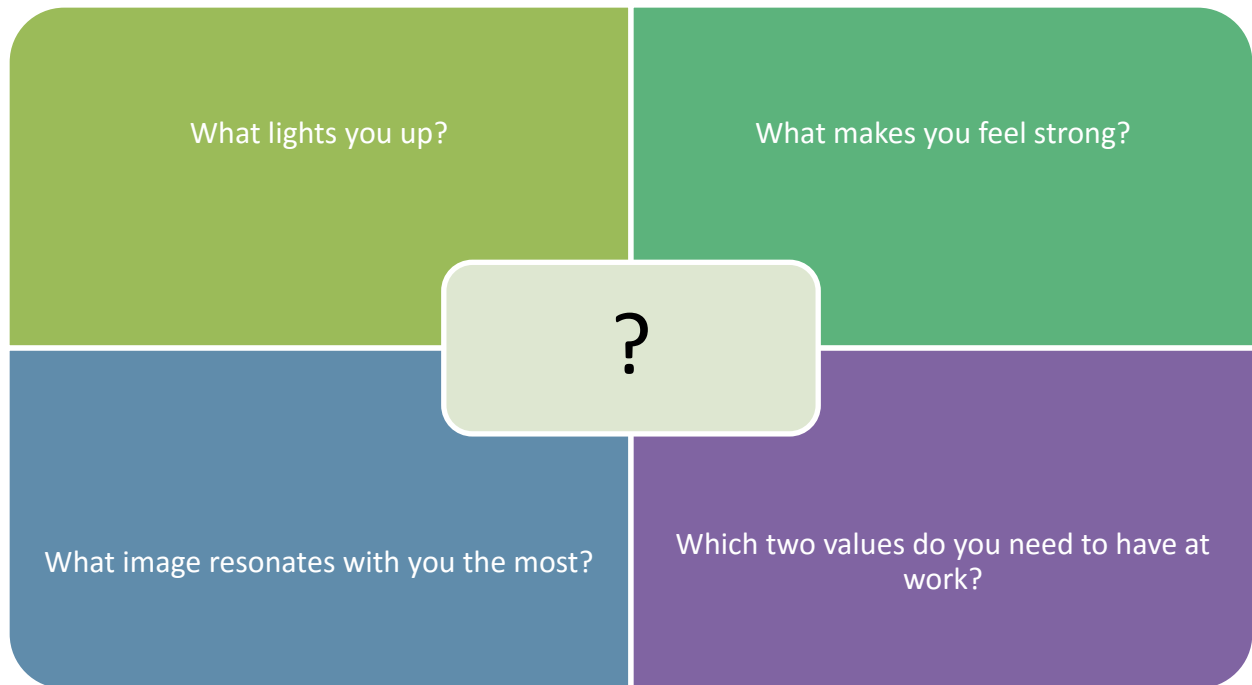 What lights you up?
What makes you feel strong?
?
What image resonates with you the most?
Which two values do you need to have at
work?